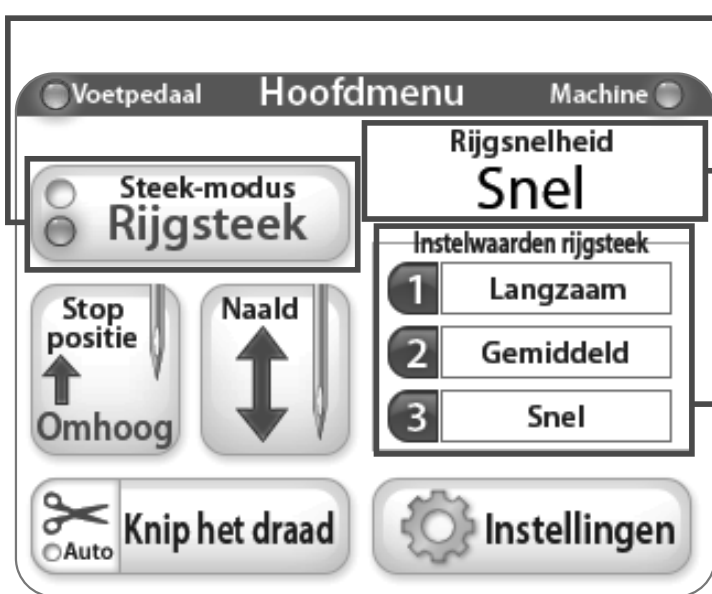 Voetpedaal Hoofdmenu Machine
Steek-modus
Rijgsteek
Rijgsnelheid
Snel
Instelwaarden rijgsteek
1 Langzaam
2 Gemiddeld
3 Snel
Stop
positie
Omhoog
Naald
Auto
Knip het draad
Instellingen